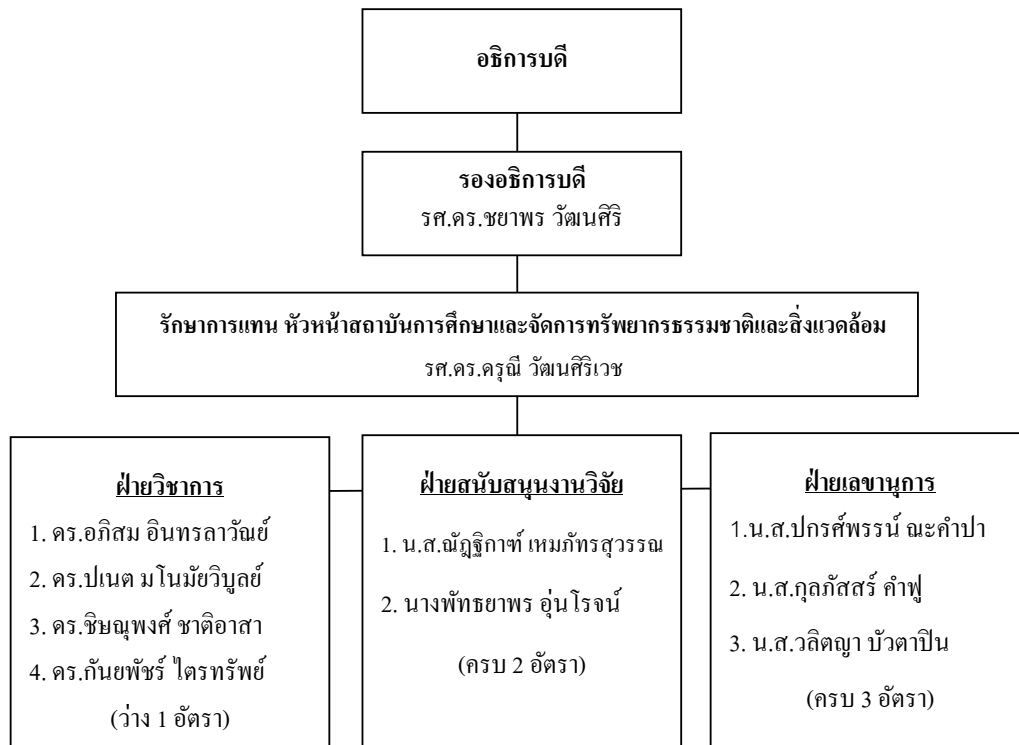 อธิการบดี
รองอธิการบดี
รศ.ดร.ชยาพร วัฒนศิริ
รักษาการแทน หัวหน้าสถาบันการศึกษาและจัดการทรัพยากรธรรมชาติและสิ่งแวดล้อม
รศ.ดร.ดรุณี วัฒนศิริเวช
ฝ่ายวิชาการ
1. ดร.อภิสม อินทรลาวัณย์
2. ดร.ปเนต มโนมัยวิบูลย์
3. ดร.ชิษณุพงศ์ ชาติอาสา
4. ดร.กันยพัชร์ ไตรทรัพย์
(ว่าง 1 อัตรา)
ฝ่ายสนับสนุนงานวิจัย
1. น.ส.ณัฎฐิกาฑ์ เหมภัทรสุวรรณ
2. นางพัทธยาพร อุ่นโรจน์
(ครบ 2 อัตรา)
ฝ่ายเลขานุการ
1.น.ส.ปกรศ์พรรน์ ณะคำปา
2. น.ส.กุลภัสสร์ คำฟู
3. น.ส.วลิตญา บัวตาปิน
(ครบ 3 อัตรา)